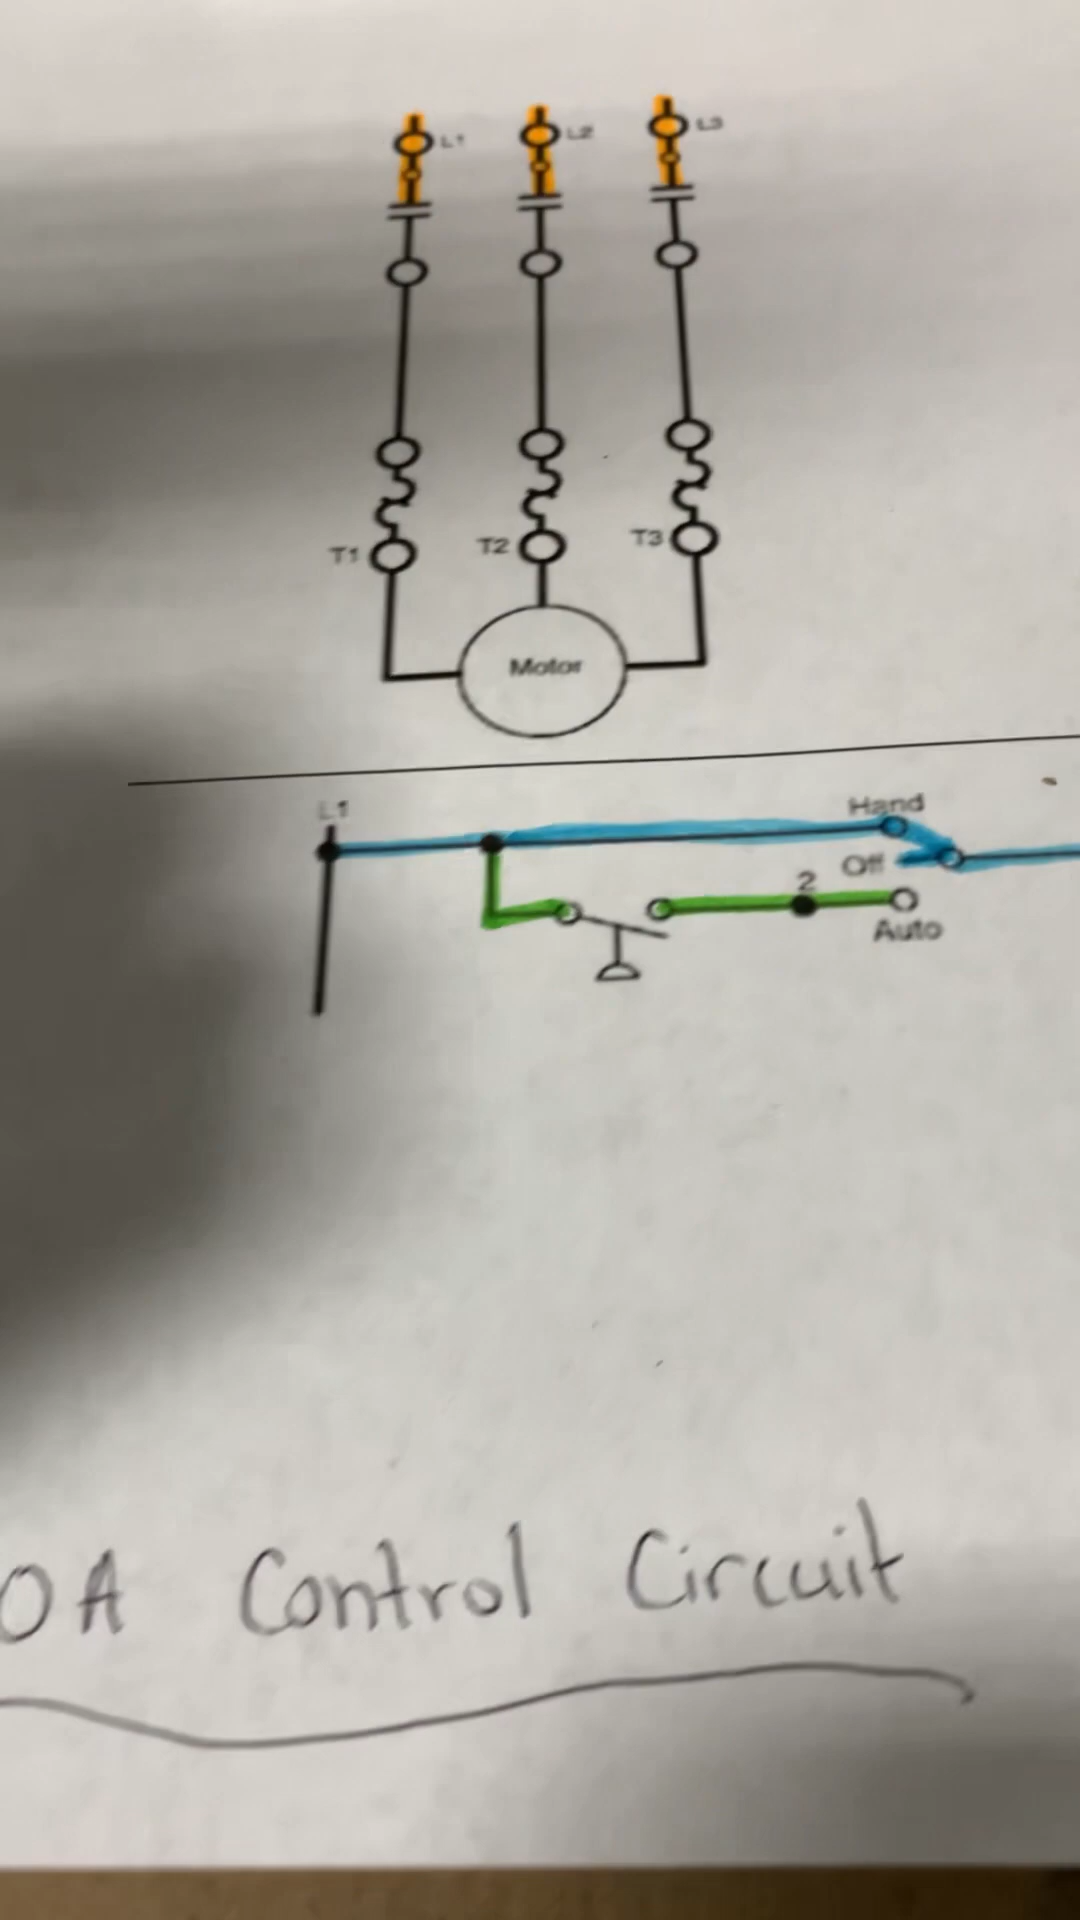 L1 L2 L3
T1 T2 T3
Motor
L1
Hand
Off
2
Auto
OA Control Circuit